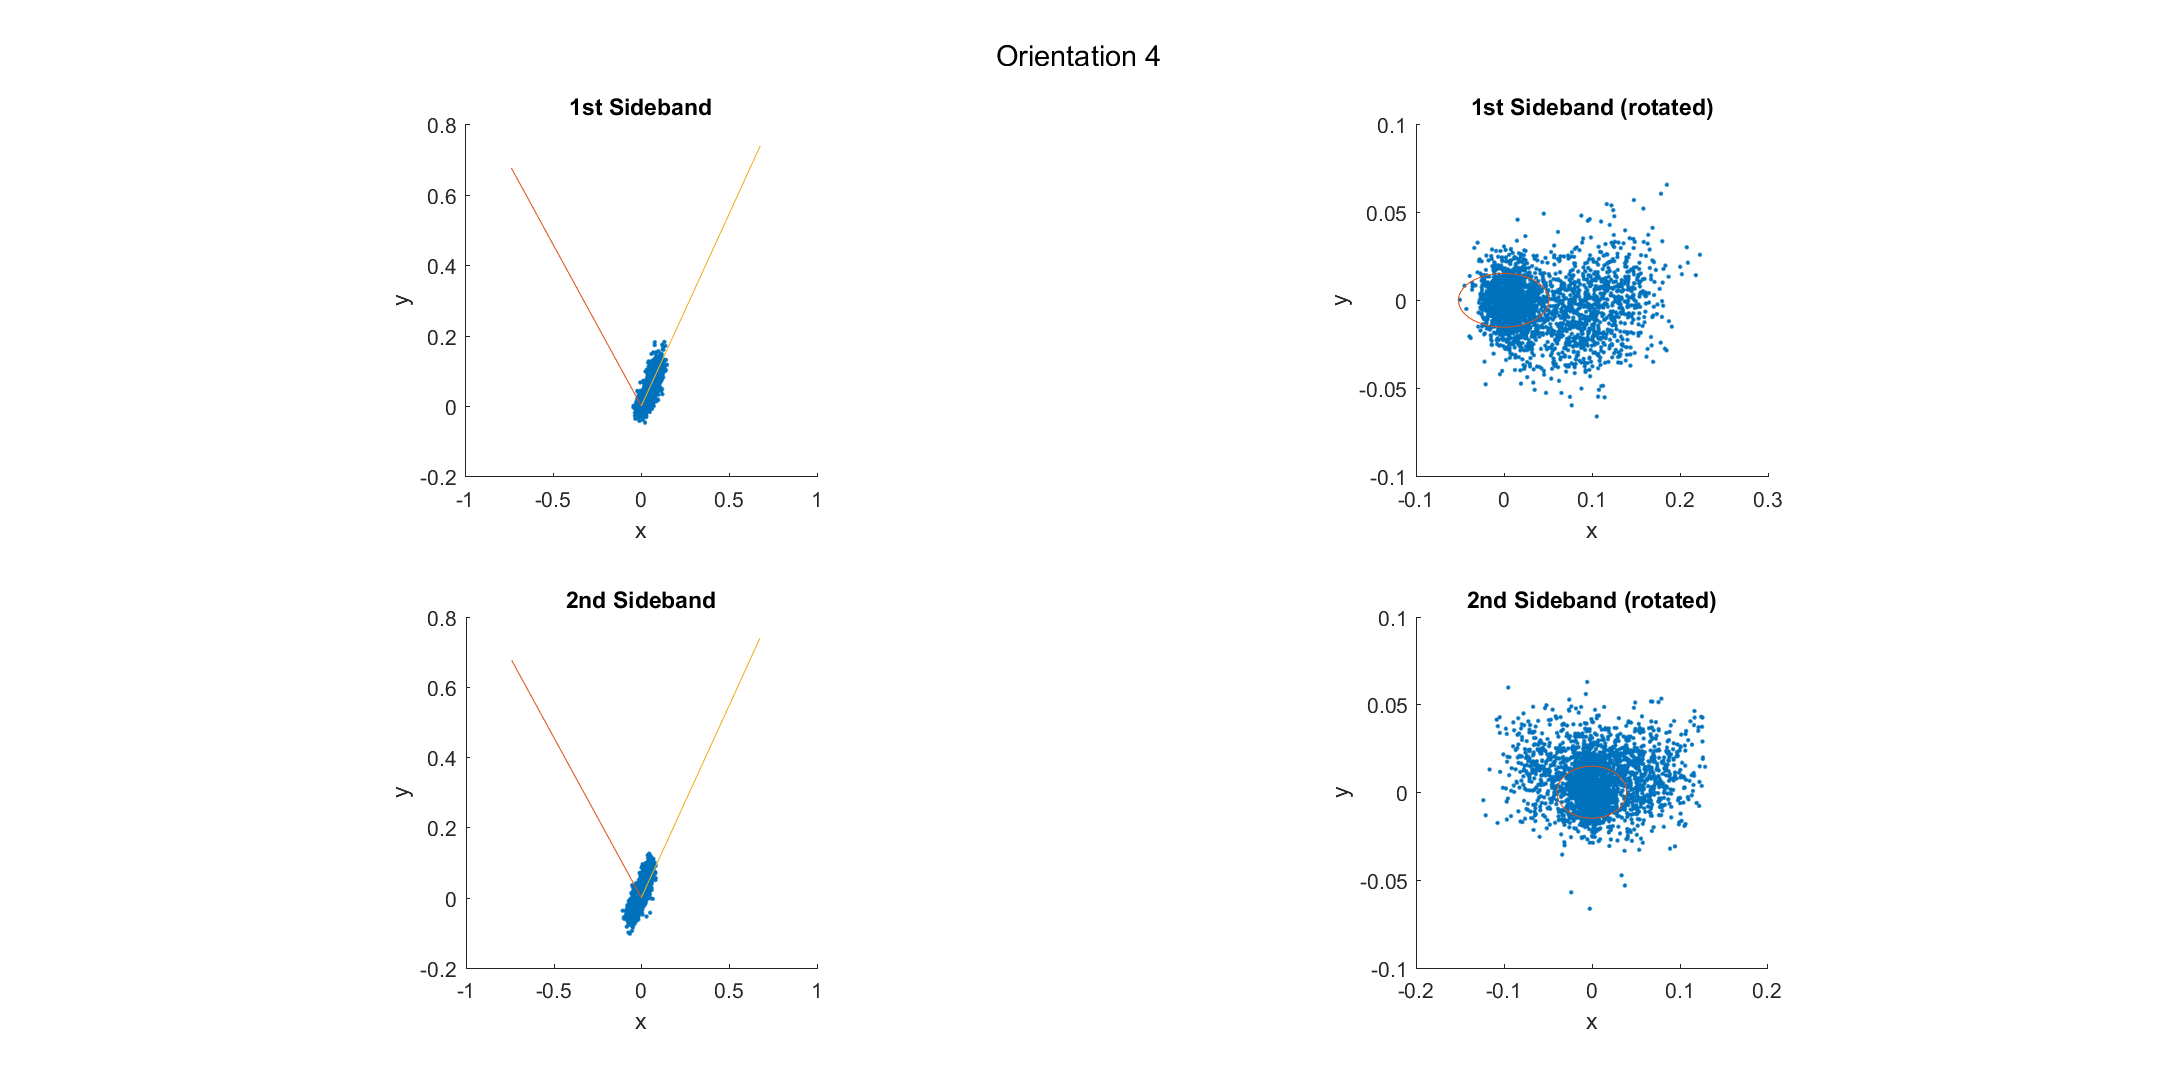 Orientation 4
1st Sideband
0.8
0.6
0.4
0.2
0
-0.2
-1 -0.5 0 0.5 1
x
y
1st Sideband (rotated)
0.1
0.05
0
-0.05
-0.1
-0.1 0 0.1 0.2 0.3
x
y
2nd Sideband
0.8
0.6
0.4
0.2
0
-0.2
-1 -0.5 0 0.5 1
x
y
2nd Sideband (rotated)
0.1
0.05
0
-0.05
-0.1
-0.2 -0.1 0 0.1 0.2
x
y